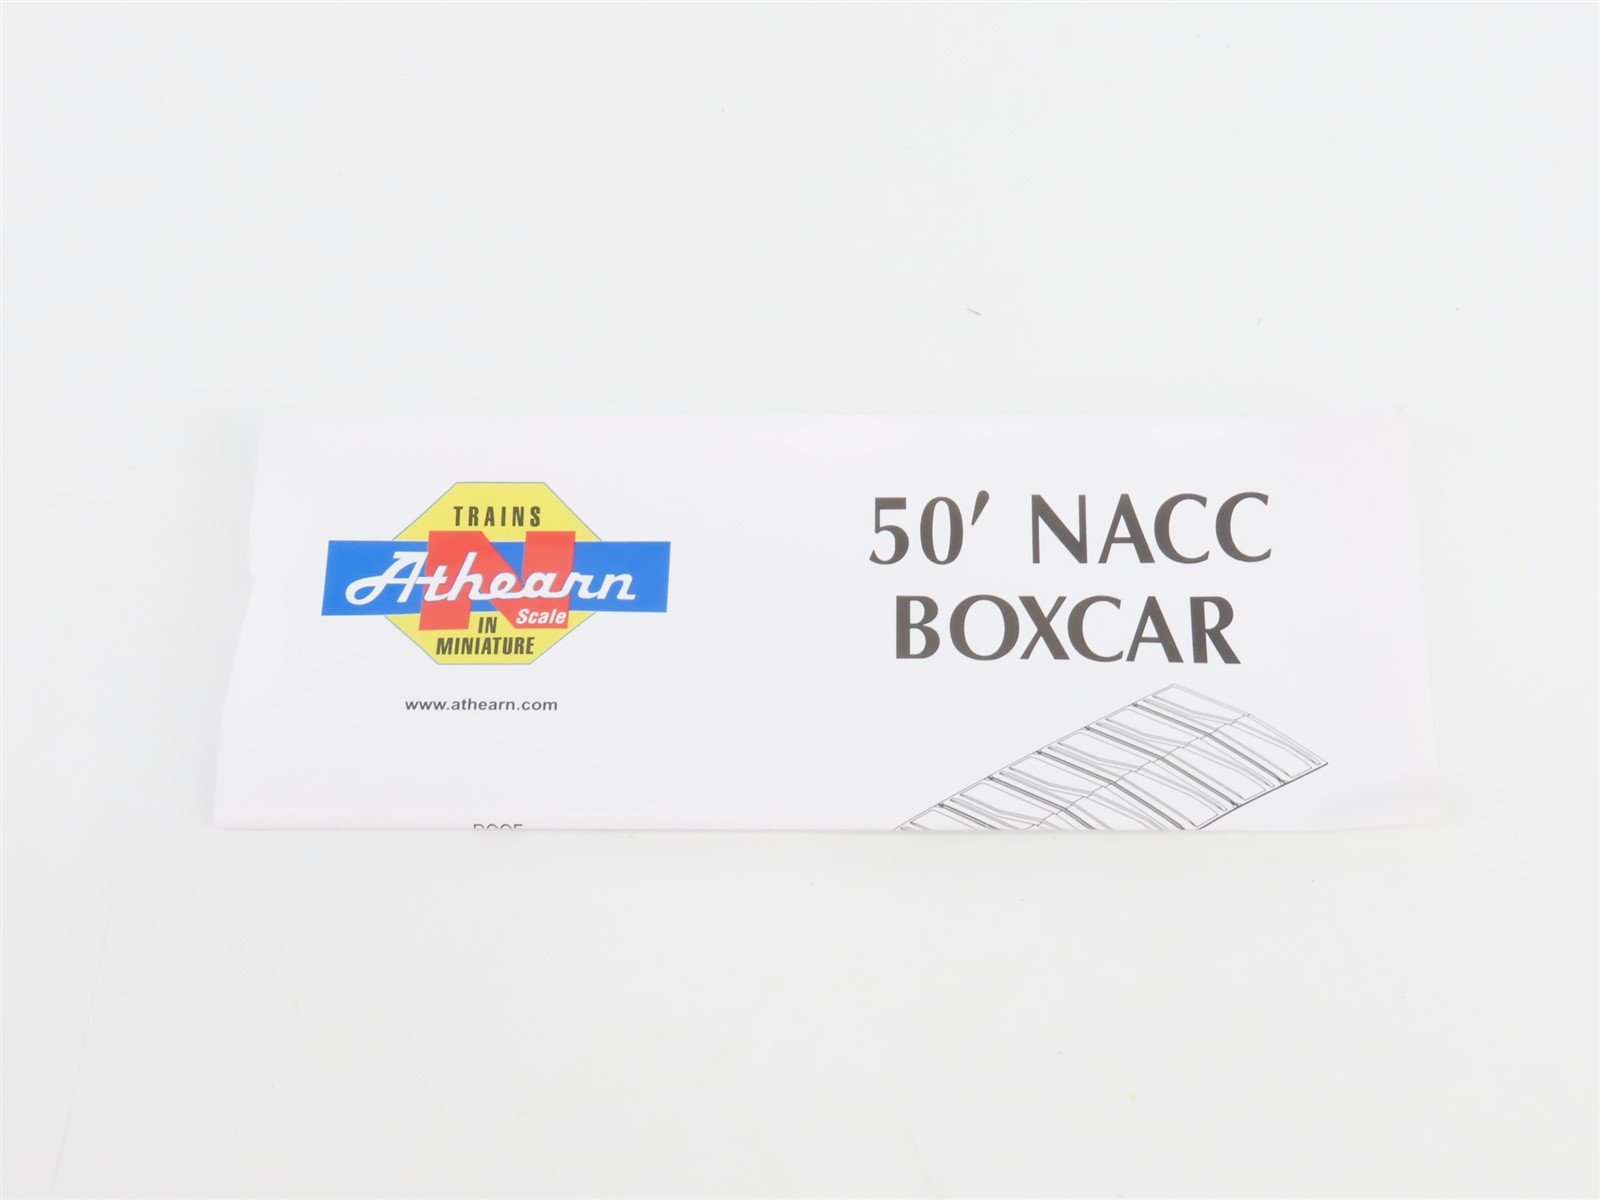 TRAINS
Athearn
N Scale
IN
MINIATURE
www.athearn.com
50' NACC
BOXCAR